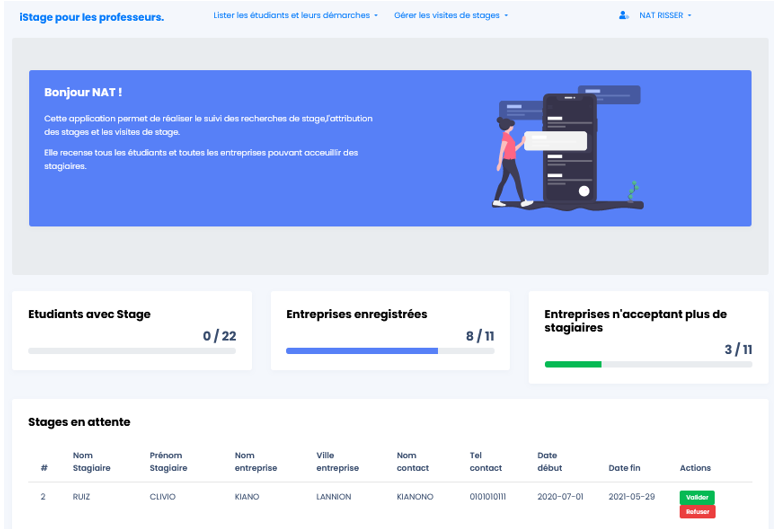 iStage pour les professeurs.
Lister les étudiants et leurs démarches
Gérer les visites de stages
NAT RISSER
Bonjour NAT !
Cette application permet de réaliser le suivi des recherches de stage,l'attribution
des stages et les visites de stage.
Elle recense tous les étudiants et toutes les entreprises pouvant acceuillir des
stagiaires.
Etudiants avec Stage
0 / 22
Entreprises enregistrées
8 / 11
Entreprises n'acceptant plus de
stagiaires
3 / 11
Stages en attente
# Nom Stagiaire Prénom Stagiaire Nom entreprise Ville entreprise Nom contact Tel contact Date début Date fin Actions
2 RUIZ CLIVIO KIANO LANNION KIANONO 0101010111 2020-07-01 2021-05-29 Valider
Refuser